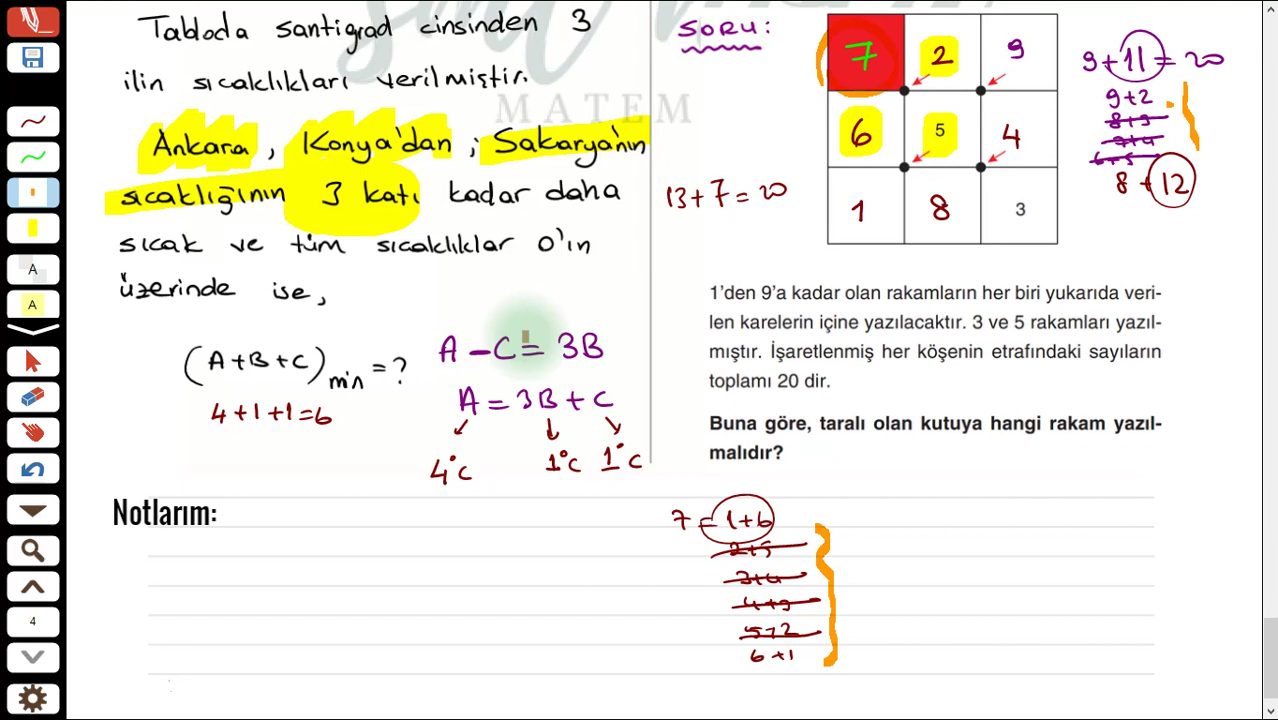 Tabloda santigrad cinsinden 3
ilin sıcaklıkları verilmiştir.
MATEM
Ankara, Konya'dan, Sakarya'nın
sıcaklığının 3 katı kadar daha
sıcak ve tüm sıcaklıklar 0'ın
üzerinde ise,
(A+B+C)min = ?
4+1+1=6
A-C=3B
A=3B+C
4°C 1°C 1°C
SORU:
7 2 9
6 5 4
1 8 3
13+7=20
9+11=20
9+2
8+3
7+4
6+5
8+12
1'den 9'a kadar olan rakamların her biri yukarıda veri-
len karelerin içine yazılacaktır. 3 ve 5 rakamları yazıl-
mıştır. İşaretlenmiş her köşenin etrafındaki sayıların
toplamı 20 dir.
Buna göre, taralı olan kutuya hangi rakam yazıl-
malıdır?
Notlarım:
7=1+6
2+5
3+4
4+3
5+2
6+1
A
A
4